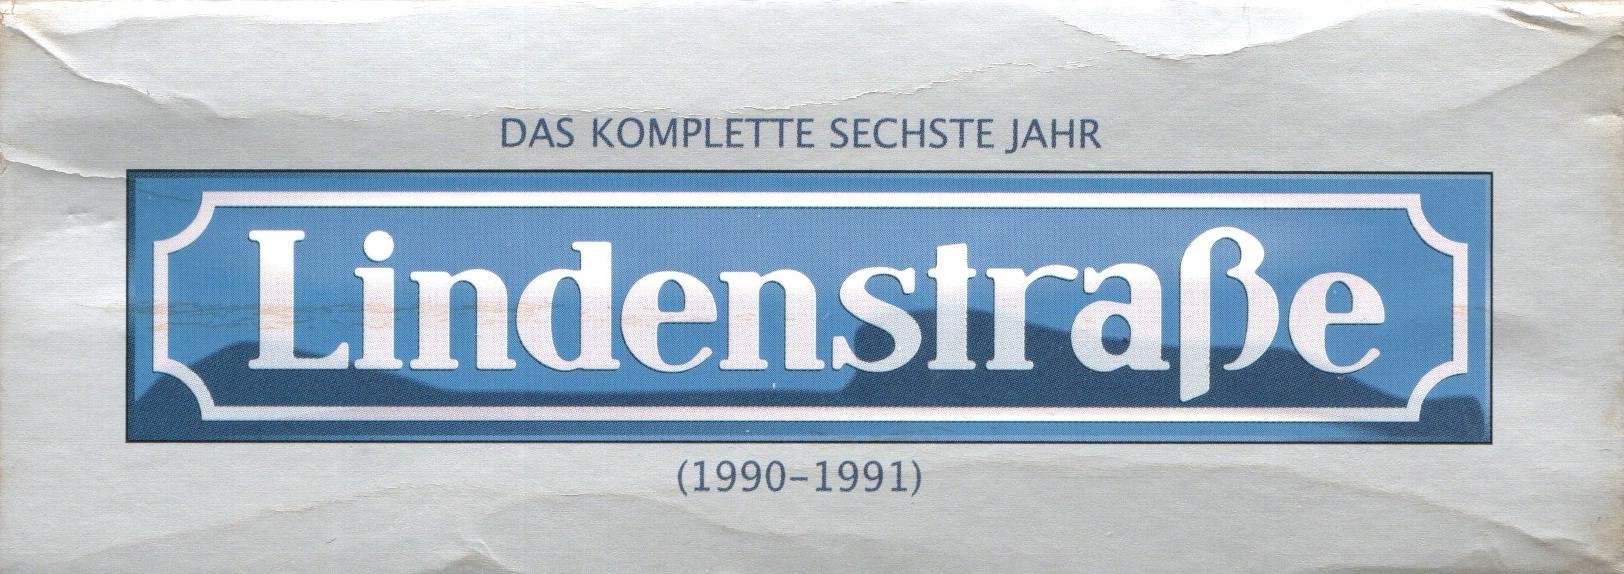 DAS KOMPLETTE SECHSTE JAHR
Lindenstraße
(1990–1991)